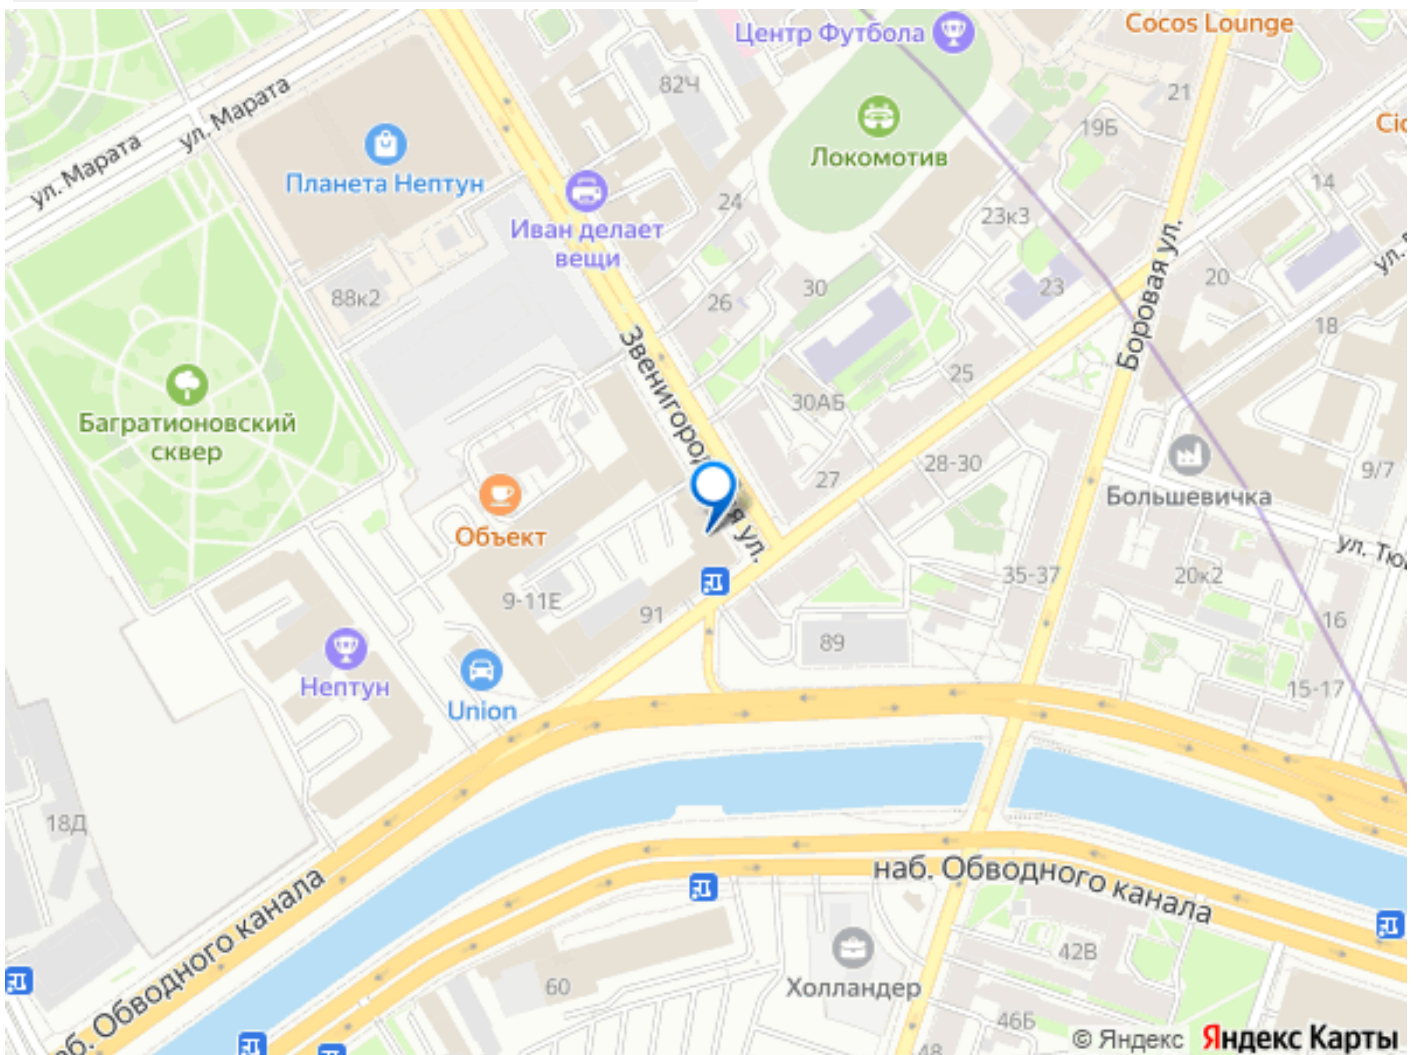 Центр Футбола
Cocos Lounge
82Ч
21
19Б
ул. Марата
ул. Марата
Планета Нептун
Локомотив
14
24
23к3
Иван делает
вещи
88к2
26
30
23
20
Боровая ул.
18
Багратионовский
сквер
25
30АБ
28-30
27
9/7
Большевичка
Объект
20к2
35-37
9-11Е
91
89
16
Нептун
Union
15-17
18Д
наб. Обводного канала
60
Холландер
42В
46Б
48
© Яндекс Яндекс Карты